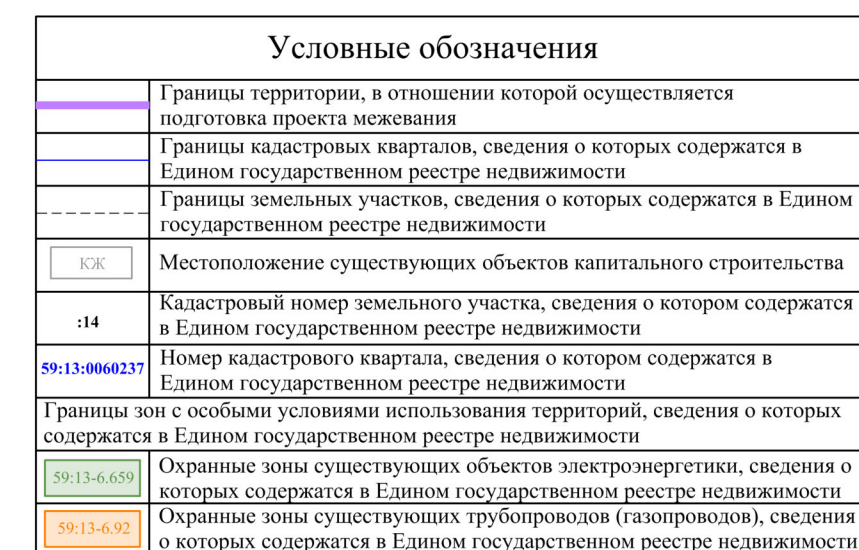 Условные обозначения
Границы территории, в отношении которой осуществляется
подготовка проекта межевания
Границы кадастровых кварталов, сведения о которых содержатся в
Едином государственном реестре недвижимости
Границы земельных участков, сведения о которых содержатся в Едином
государственном реестре недвижимости
КЖ
Местоположение существующих объектов капитального строительства
:14
Кадастровый номер земельного участка, сведения о котором содержатся
в Едином государственном реестре недвижимости
59:13:0060237
Номер кадастрового квартала, сведения о котором содержатся в
Едином государственном реестре недвижимости
Границы зон с особыми условиями использования территорий, сведения о которых
содержатся в Едином государственном реестре недвижимости
59:13-6.659
Охранные зоны существующих объектов электроэнергетики, сведения о
которых содержатся в Едином государственном реестре недвижимости
59:13-6.92
Охранные зоны существующих трубопроводов (газопроводов), сведения
о которых содержатся в Едином государственном реестре недвижимости